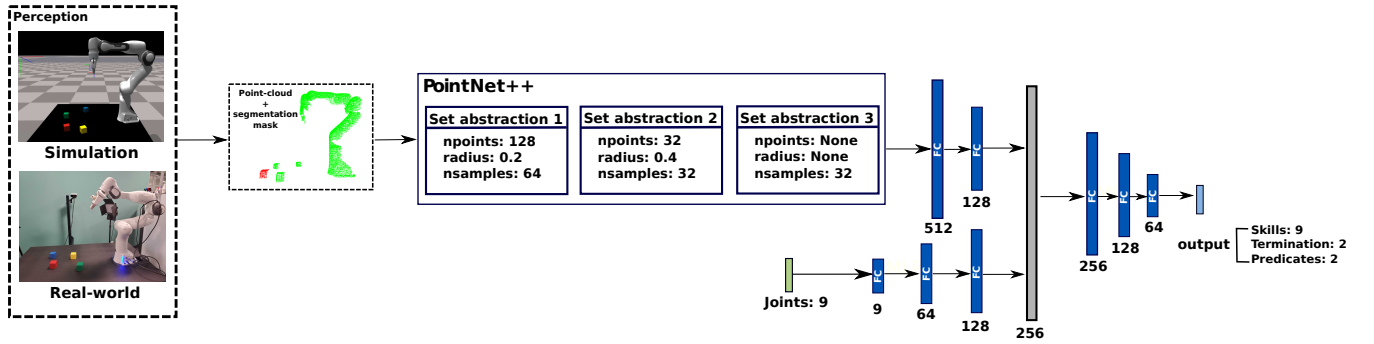 Perception
Simulation
Real-world
Point-cloud
+
segmentation
mask
PointNet++
Set abstraction 1
npoints: 128
radius: 0.2
nsamples: 64
Set abstraction 2
npoints: 32
radius: 0.4
nsamples: 32
Set abstraction 3
npoints: None
radius: None
nsamples: 32
FC
512
128
Joints: 9
FC
9
FC
64
FC
128
256
FC
256
FC
128
FC
64
output
Skills: 9
Termination: 2
Predicates: 2